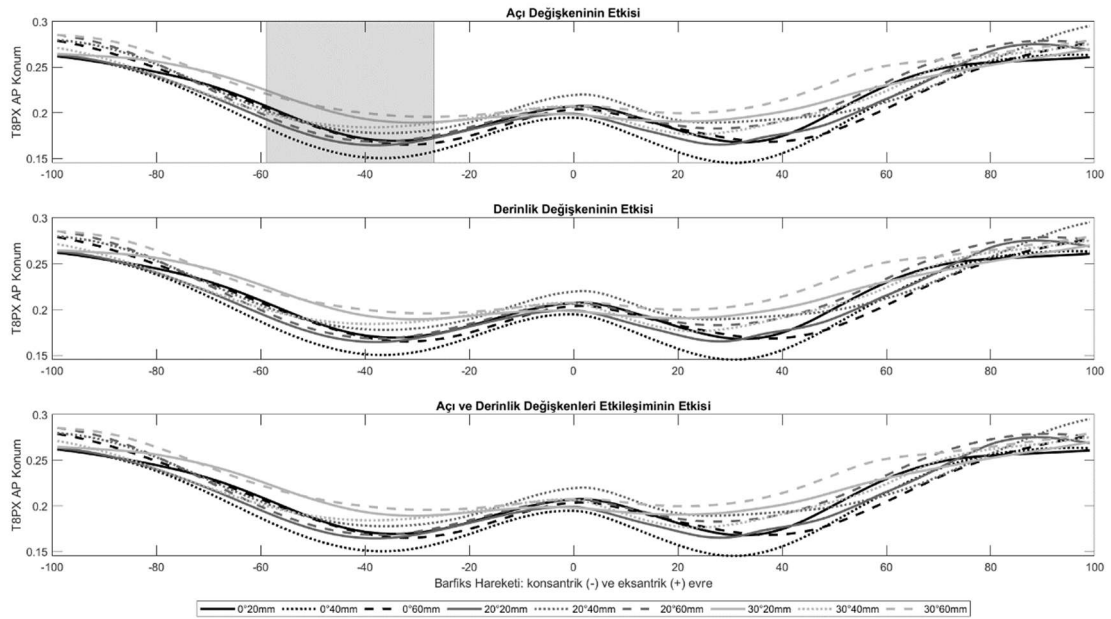 Açı Değişkeninin Etkisi
0.3
0.25
0.2
0.15
T8PX AP Konum
-100 -80 -60 -40 -20 0 20 40 60 80 100
Derinlik Değişkeninin Etkisi
0.3
0.25
0.2
0.15
T8PX AP Konum
-100 -80 -60 -40 -20 0 20 40 60 80 100
Açı ve Derinlik Değişkenleri Etkileşiminin Etkisi
0.3
0.25
0.2
0.15
T8PX AP Konum
-100 -80 -60 -40 -20 0 20 40 60 80 100
Barfiks Hareketi: konsantrik (-) ve eksantrik (+) evre
0°20mm 0°40mm 0°60mm 20°20mm 20°40mm 20°60mm 30°20mm 30°40mm 30°60mm